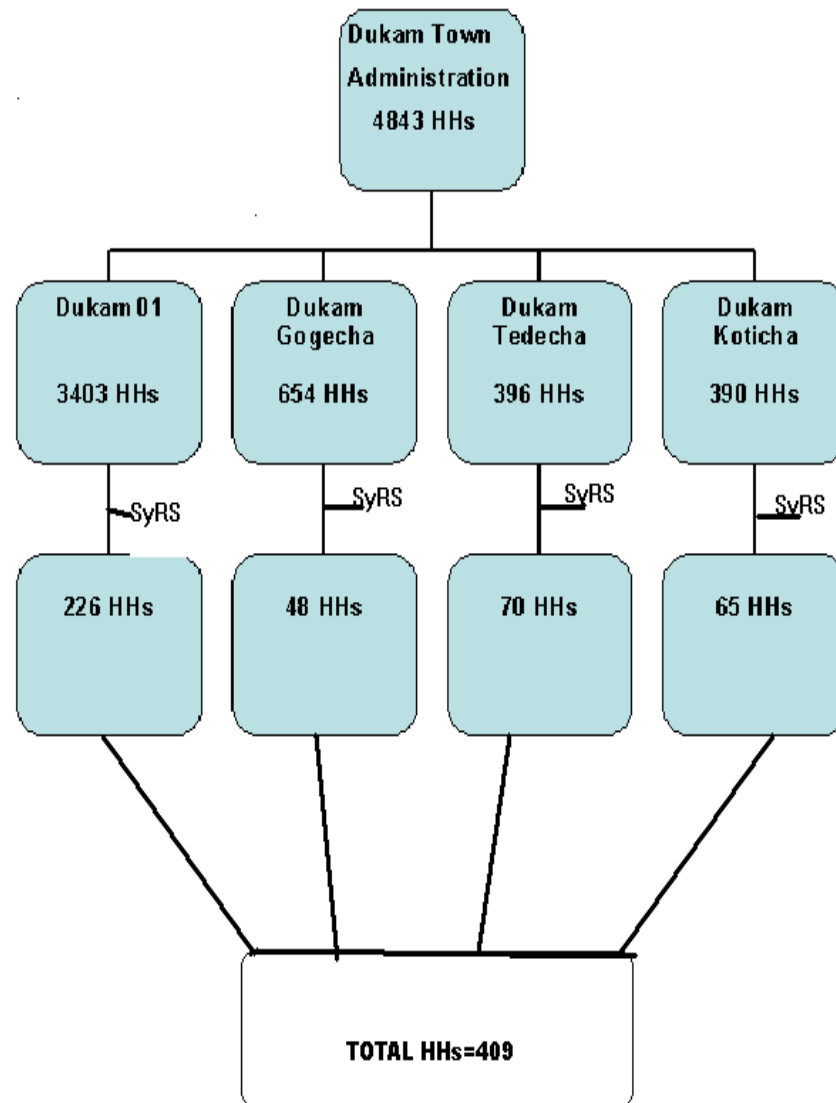 Dukam Town
Administration
4843 HHs
Dukam 01
3403 HHs
Dukam
Gogecha
654 HHs
Dukam
Tedecha
396 HHs
Dukam
Koticha
390 HHs
SyRS
SyRS
SyRS
SyRS
226 HHs
48 HHs
70 HHs
65 HHs
TOTAL HHs=409